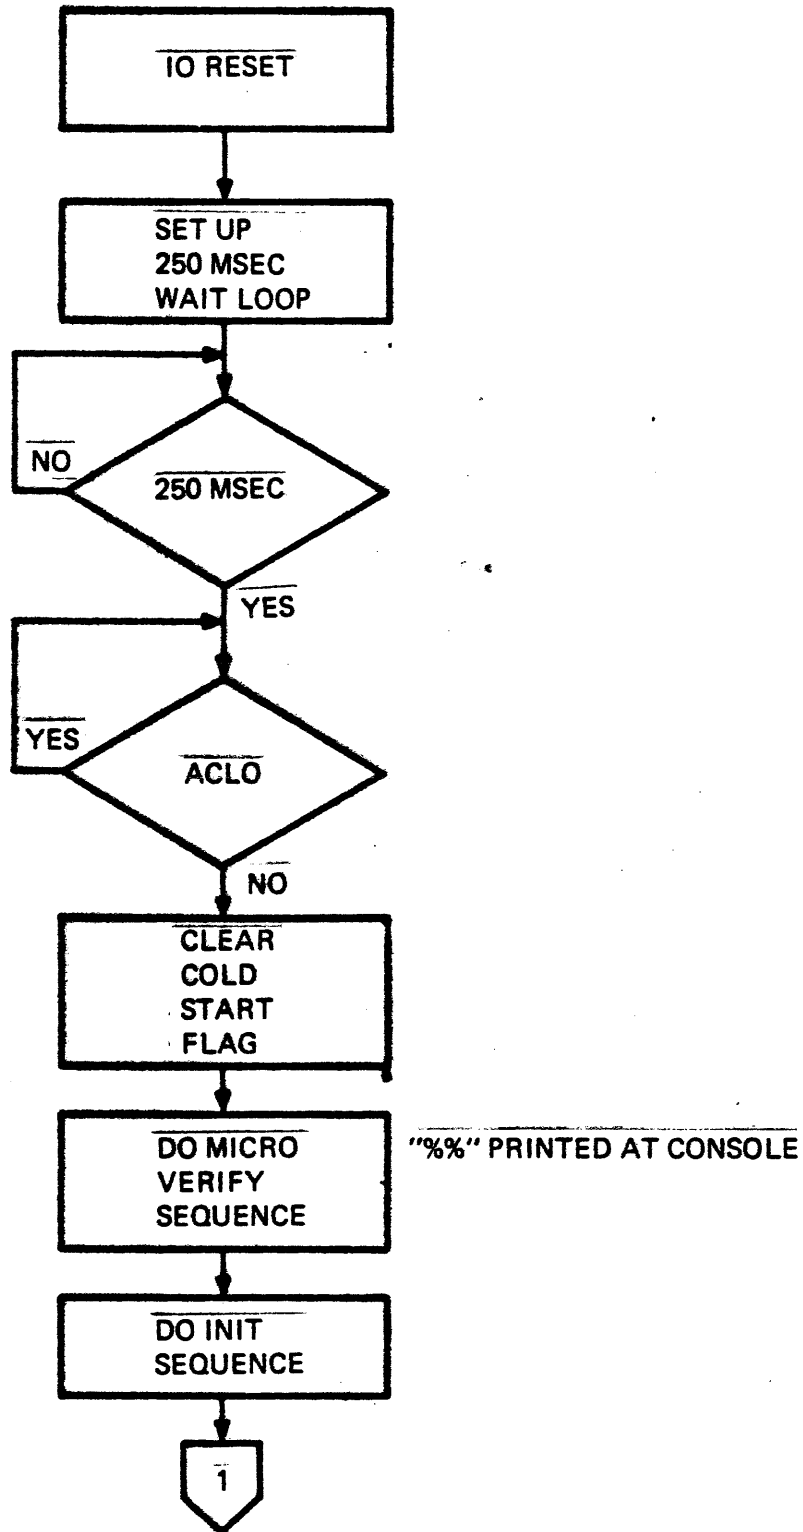 IO RESET
SET UP
250 MSEC
WAIT LOOP
NO
250 MSEC
YES
YES
ACLO
NO
CLEAR
COLD
START
FLAG
DO MICRO
VERIFY
SEQUENCE
"%%" PRINTED AT CONSOLE
DO INIT
SEQUENCE
1